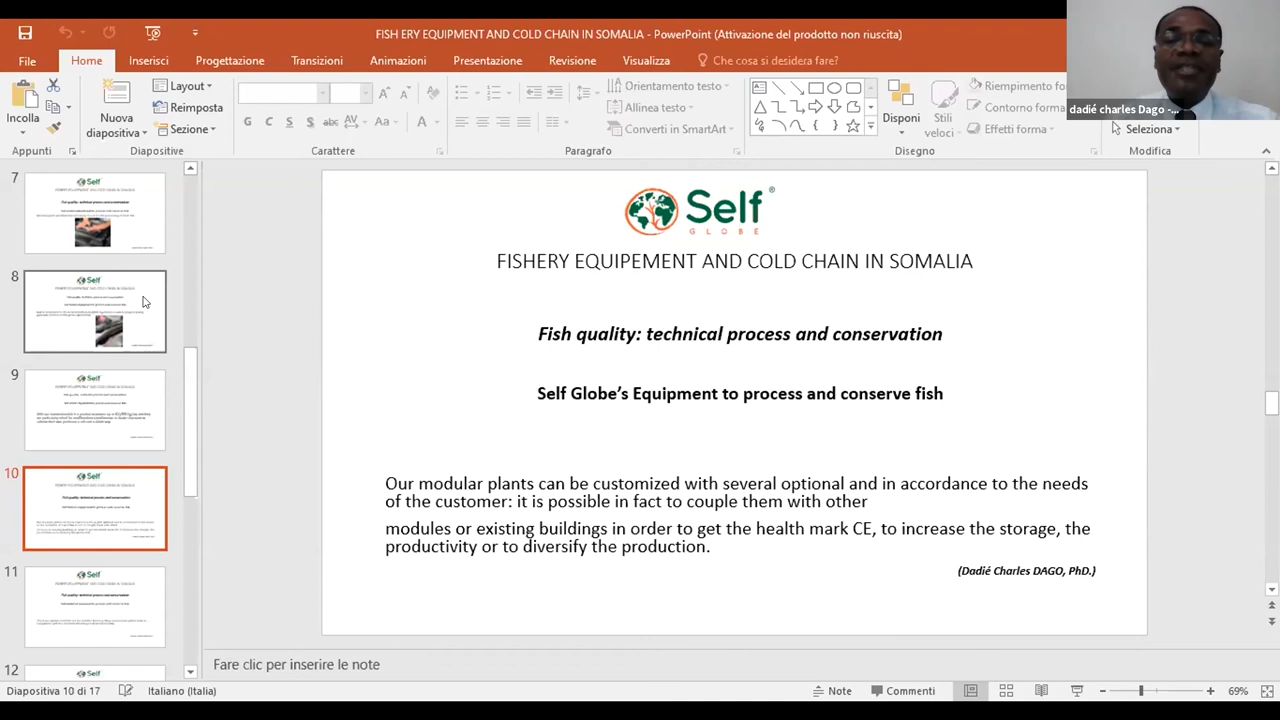 FISH ERY EQUIPMENT AND COLD CHAIN IN SOMALIA - PowerPoint (Attivazione del prodotto non riuscita)
File Home Inserisci Progettazione Transizioni Animazioni Presentazione Revisione Visualizza Che cosa si desidera fare?
dadié charles Dago -...
Incolla
Nuova diapositiva
Layout
Reimposta
Sezione
G C S S abc AV Aa A
Orientamento testo
Allinea testo
Converti in SmartArt
Disponi
Stili veloci
Riempimento fo
Contorno forma
Effetti forma
Seleziona
Appunti Diapositive Carattere Paragrafo Disegno Modifica
7
8
9
10
11
12
Self
GLOBE
FISHERY EQUIPEMENT AND COLD CHAIN IN SOMALIA
Fish quality: technical process and conservation
Self Globe’s Equipment to process and conserve fish
Our modular plants can be customized with several optional and in accordance to the needs
of the customer: it is possible in fact to couple them with other
modules or existing buildings in order to get the health mark CE, to increase the storage, the
productivity or to diversify the production.
(Dadié Charles DAGO, PhD.)
Fare clic per inserire le note
Diapositiva 10 di 17 Italiano (Italia) Note Commenti 69%